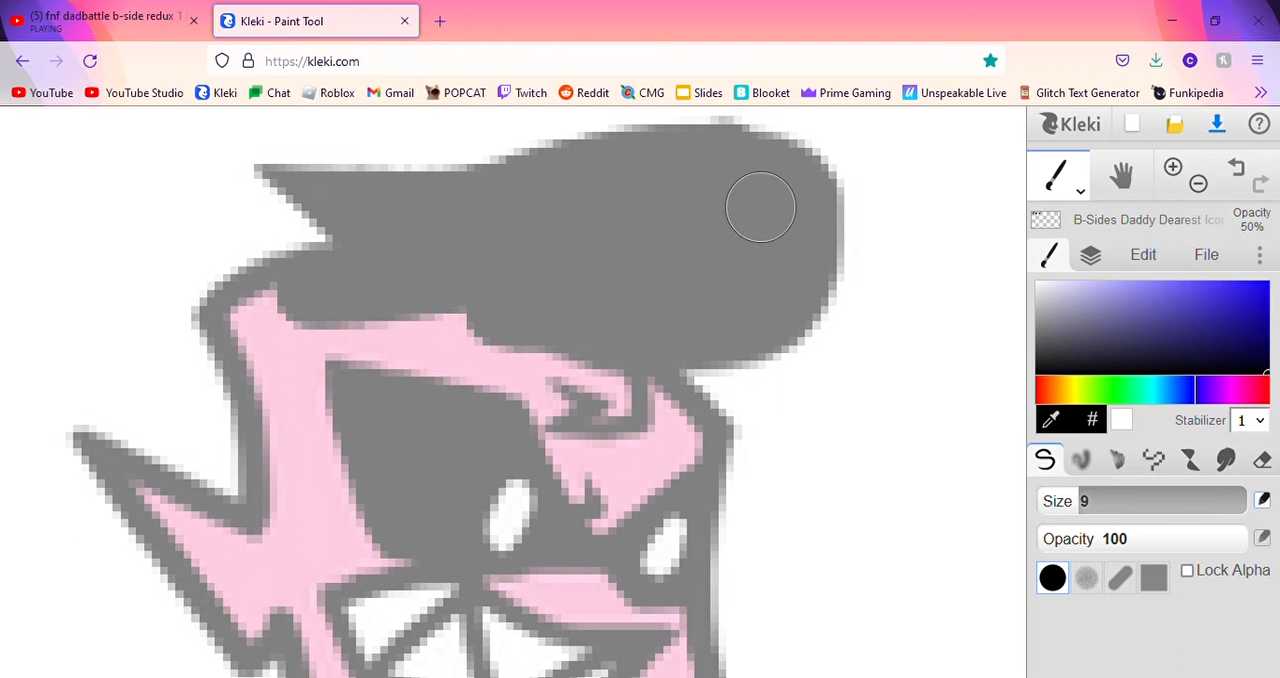 (5) fnf dadbattle b-side redux 1
PLAYING
Kleki - Paint Tool
https://kleki.com
YouTube YouTube Studio Kleki Chat Roblox Gmail POPCAT Twitch Reddit CMG Slides Blooket Prime Gaming Unspeakable Live Glitch Text Generator Funkipedia
Kleki
B-Sides Daddy Dearest Icon
Opacity
50%
Edit File
# Stabilizer 1
Size 9
Opacity 100
Lock Alpha